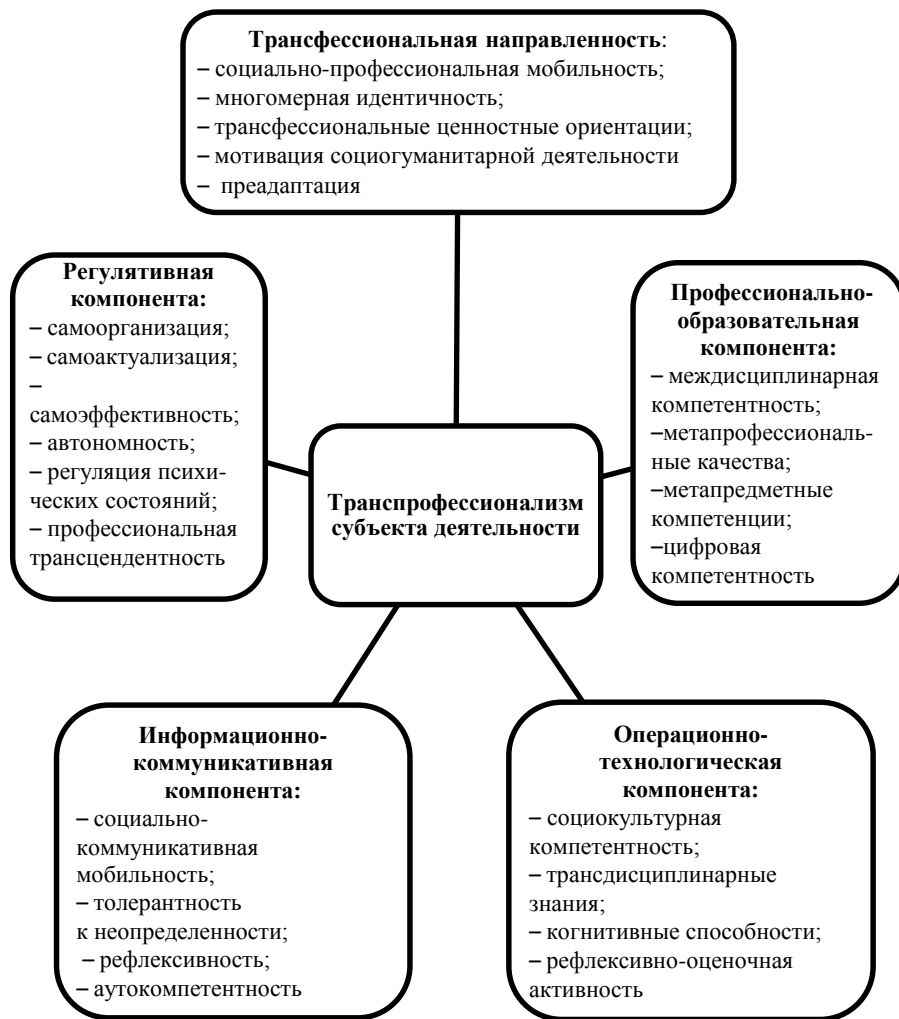 Трансфессиональная направленность:
– социально-профессиональная мобильность;
– многомерная идентичность;
– трансфессиональные ценностные ориентации;
– мотивация социогуманитарной деятельности
– преадаптация
Регулятивная
компонента:
– самоорганизация;
– самоактуализация;
–
самоэффективность;
– автономность;
– регуляция психи-
ческих состояний;
– профессиональная
трансцендентность
Профессионально-
образовательная
компонента:
– междисциплинарная
компетентность;
–метапрофессиональ-
ные качества;
–метапредметные
компетенции;
–цифровая
компетентность
Транспрофессионализм
субъекта деятельности
Информационно-
коммуникативная
компонента:
– социально-
коммуникативная
мобильность;
– толерантность
к неопределенности;
– рефлексивность;
– аутокомпетентность
Операционно-
технологическая
компонента:
– социокультурная
компетентность;
– трансдисциплинарные
знания;
– когнитивные способности;
– рефлексивно-оценочная
активность